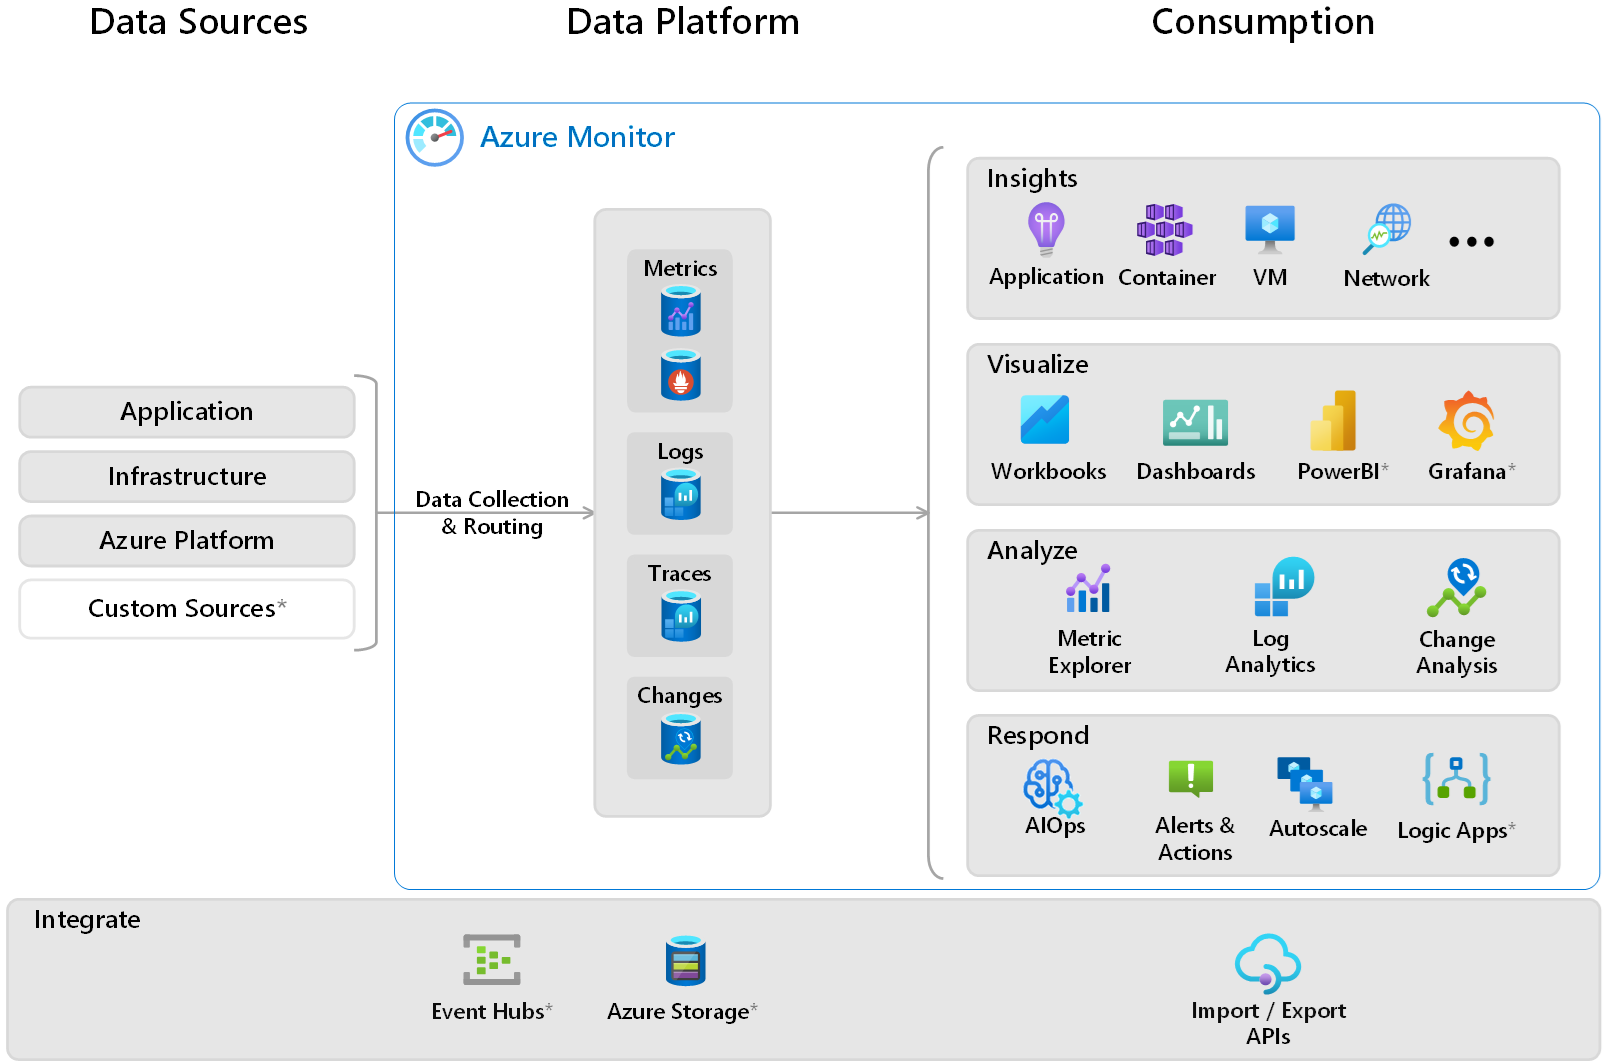 Data Sources
Data Platform
Consumption
Azure Monitor
Application
Infrastructure
Azure Platform
Custom Sources*
Data Collection
& Routing
Metrics
Logs
Traces
Changes
Insights
Application
Container
VM
Network
...
Visualize
Workbooks
Dashboards
PowerBI*
Grafana*
Analyze
Metric
Explorer
Log
Analytics
Change
Analysis
Respond
AIOps
Alerts &
Actions
Autoscale
Logic Apps*
Integrate
Event Hubs*
Azure Storage*
Import / Export
APIs